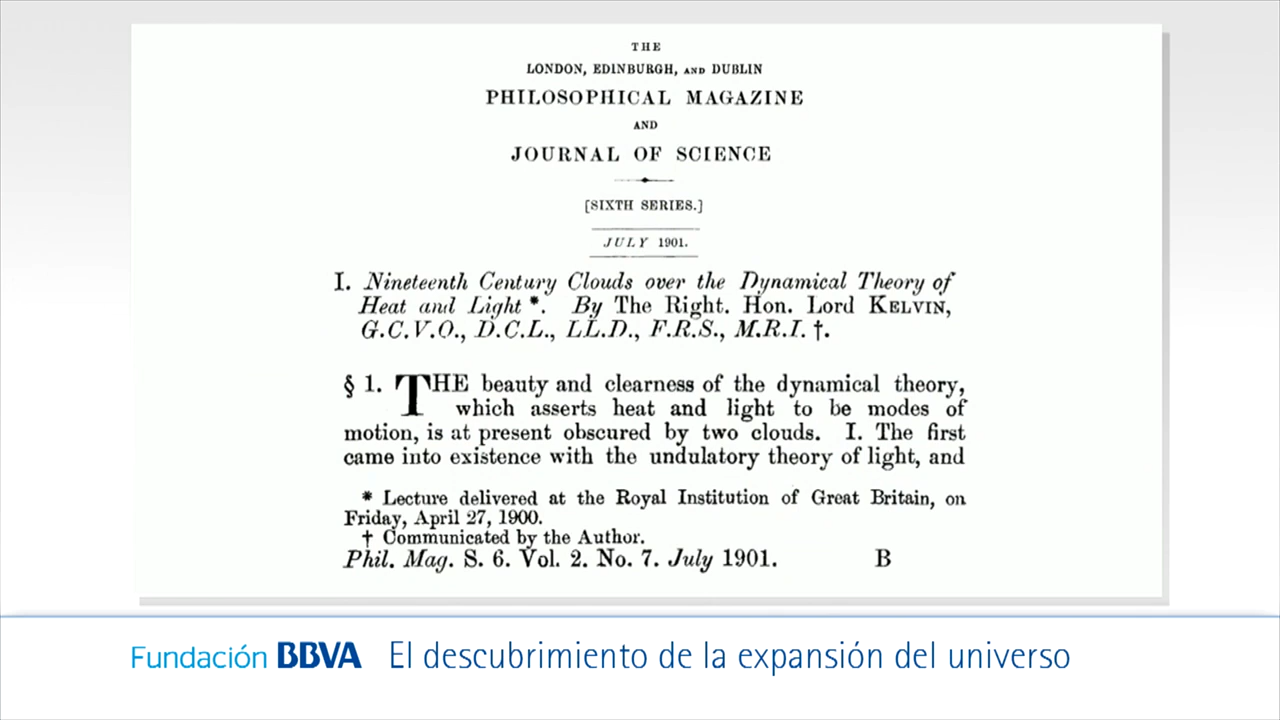 THE
LONDON, EDINBURGH, AND DUBLIN
PHILOSOPHICAL MAGAZINE
AND
JOURNAL OF SCIENCE
[SIXTH SERIES.]
JULY 1901.
I. Nineteenth Century Clouds over the Dynamical Theory of
Heat and Light *. By The Right. Hon. Lord KELVIN,
G.C.V.O., D.C.L., LL.D., F.R.S., M.R.I. †.
§ 1. THE beauty and clearness of the dynamical theory,
which asserts heat and light to be modes of
motion, is at present obscured by two clouds. I. The first
came into existence with the undulatory theory of light, and
* Lecture delivered at the Royal Institution of Great Britain, on
Friday, April 27, 1900.
† Communicated by the Author.
Phil. Mag. S. 6. Vol. 2. No. 7. July 1901. B
Fundación BBVA El descubrimiento de la expansión del universo